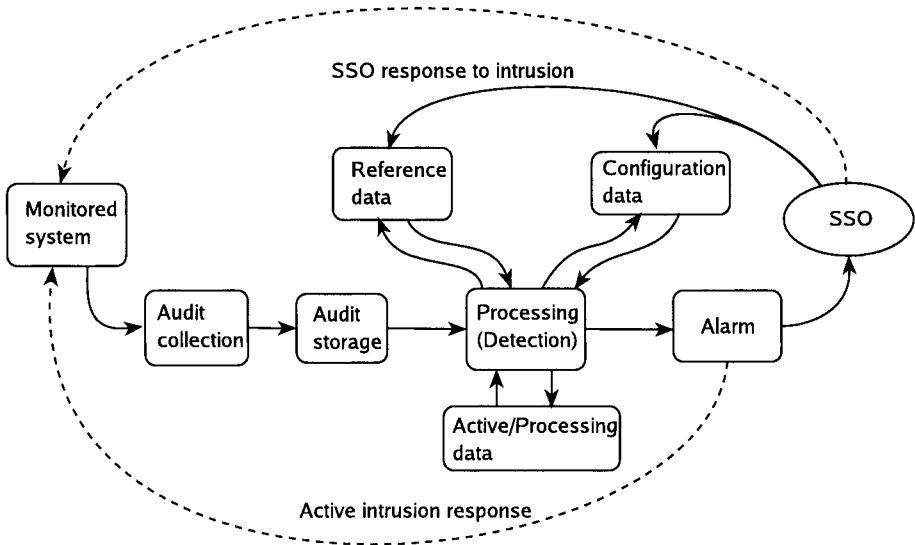 SSO response to intrusion
Reference
data
Configuration
data
Monitored
system
SSO
Audit
collection
Audit
storage
Processing
(Detection)
Alarm
Active/Processing
data
Active intrusion response